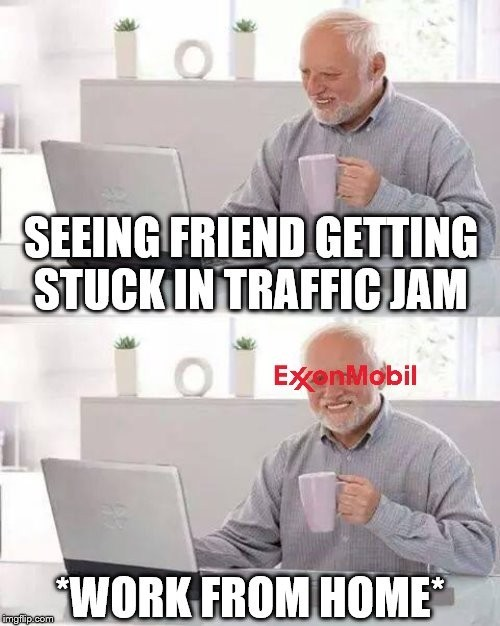 SEEING FRIEND GETTING
STUCK IN TRAFFIC JAM
ExxonMobil
*WORK FROM HOME*
imgflip.com